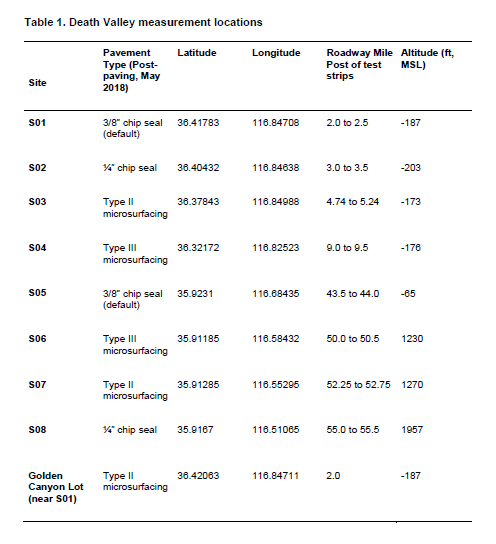 Table 1. Death Valley measurement locations
Site Pavement Type (Post-paving, May 2018) Latitude Longitude Roadway Mile Post of test strips Altitude (ft, MSL)
S01 3/8" chip seal (default) 36.41783 116.84708 2.0 to 2.5 -187
S02 ¼" chip seal 36.40432 116.84638 3.0 to 3.5 -203
S03 Type II microsurfacing 36.37843 116.84988 4.74 to 5.24 -173
S04 Type III microsurfacing 36.32172 116.82523 9.0 to 9.5 -176
S05 3/8" chip seal (default) 35.9231 116.68435 43.5 to 44.0 -65
S06 Type III microsurfacing 35.91185 116.58432 50.0 to 50.5 1230
S07 Type II microsurfacing 35.91285 116.55295 52.25 to 52.75 1270
S08 ¼" chip seal 35.9167 116.51065 55.0 to 55.5 1957
Golden Canyon Lot (near S01) Type II microsurfacing 36.42063 116.84711 2.0 -187